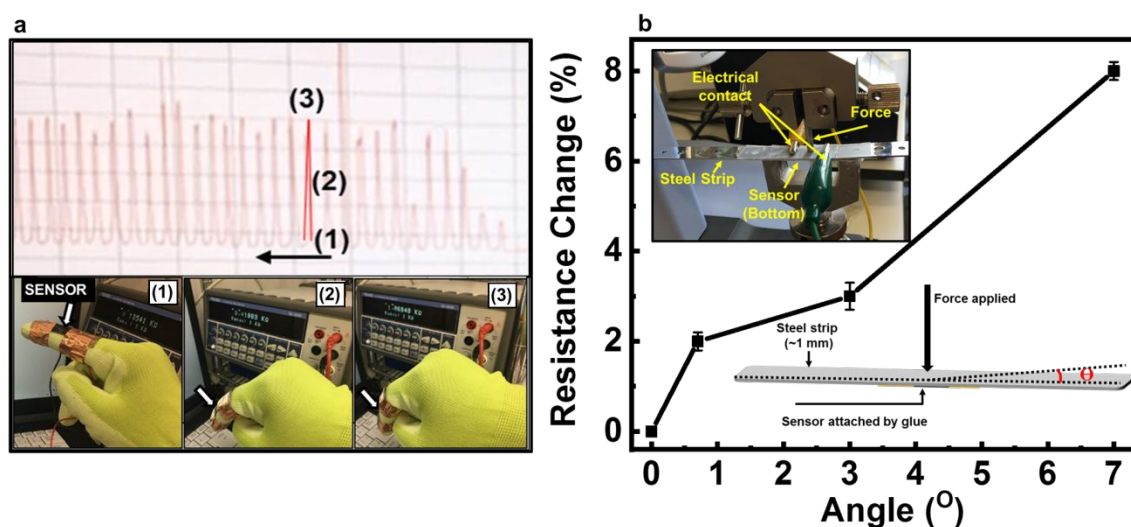 a
(3)
(2)
(1)
SENSOR
(1)
(2)
(3)
b
Resistance Change (%)
8
6
4
2
0
Electrical
contact
Force
Steel Strip
Sensor
(Bottom)
Force applied
Steel strip
(~1 mm)
Θ
Sensor attached by glue
0 1 2 3 4 5 6 7
Angle (O)